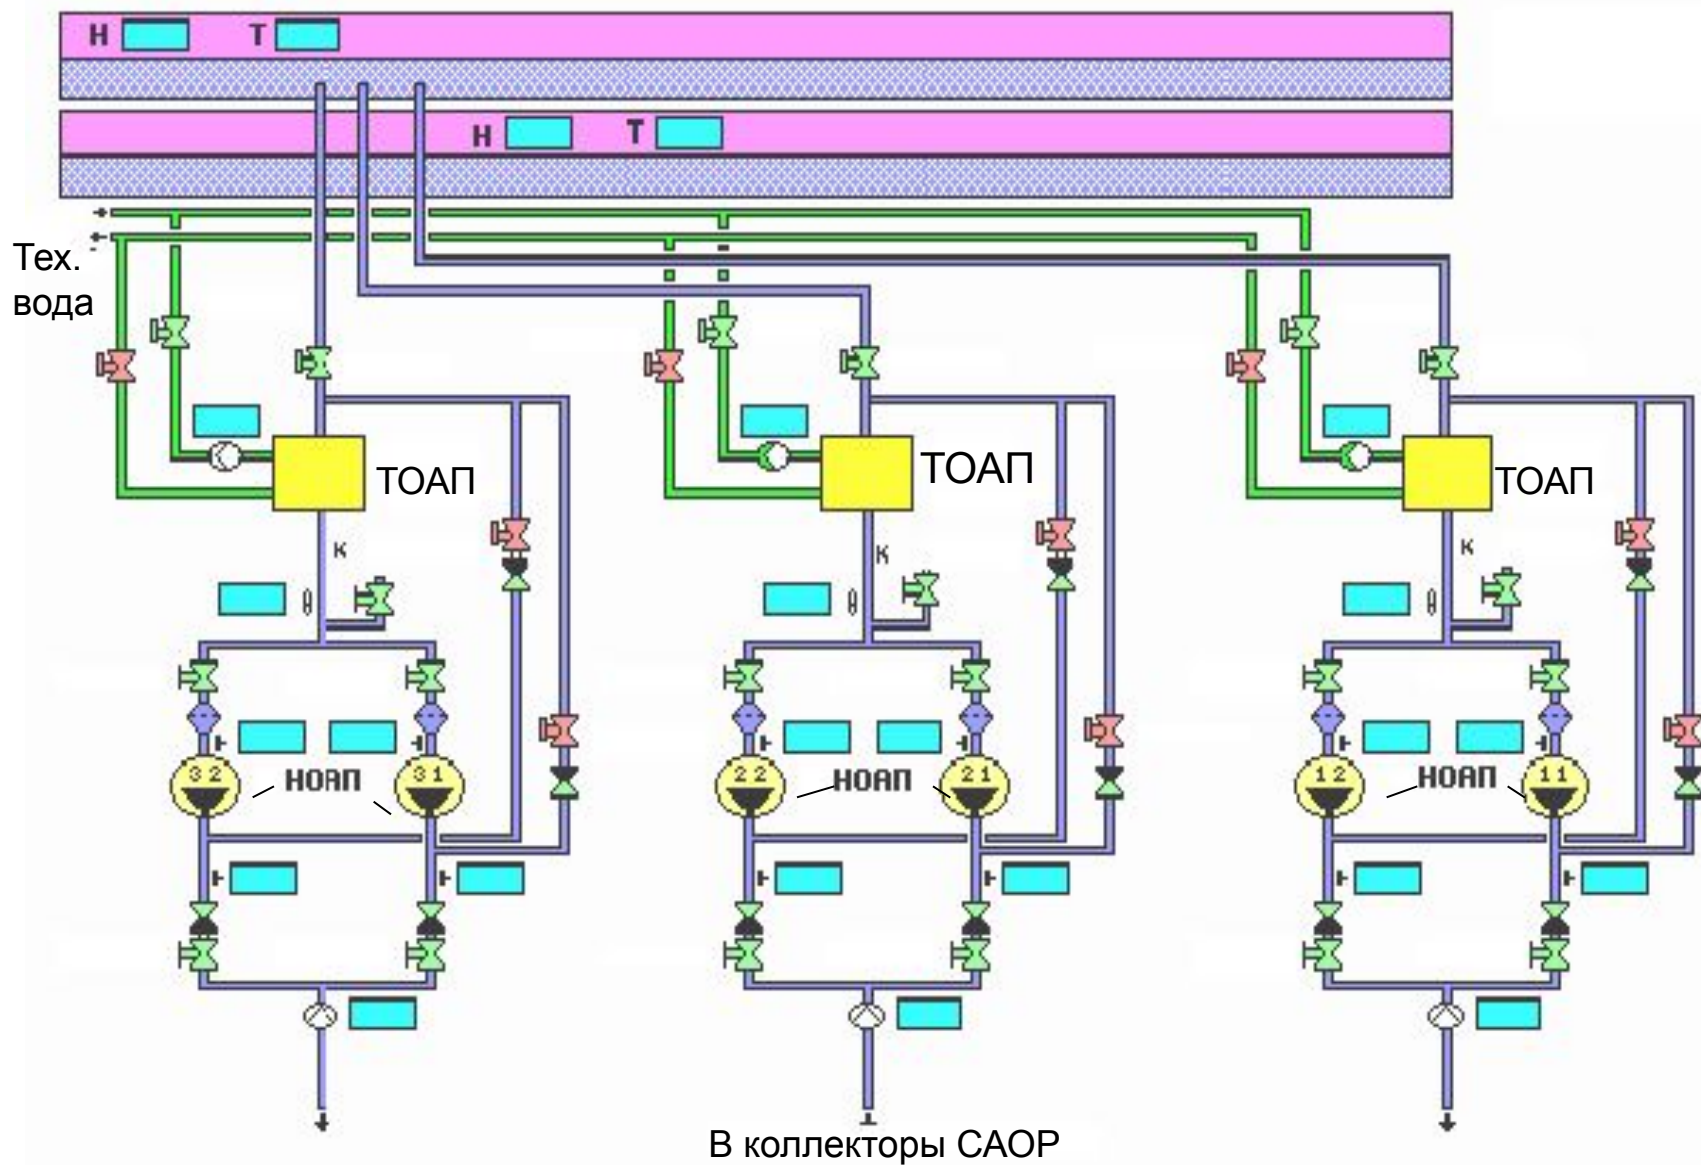 Н Т
Н Т
Тех.
вода
ТОАП
ТОАП
ТОАП
К
К
К
32 НОАП 31
22 НОАП 21
12 НОАП 11
В коллекторы САОР